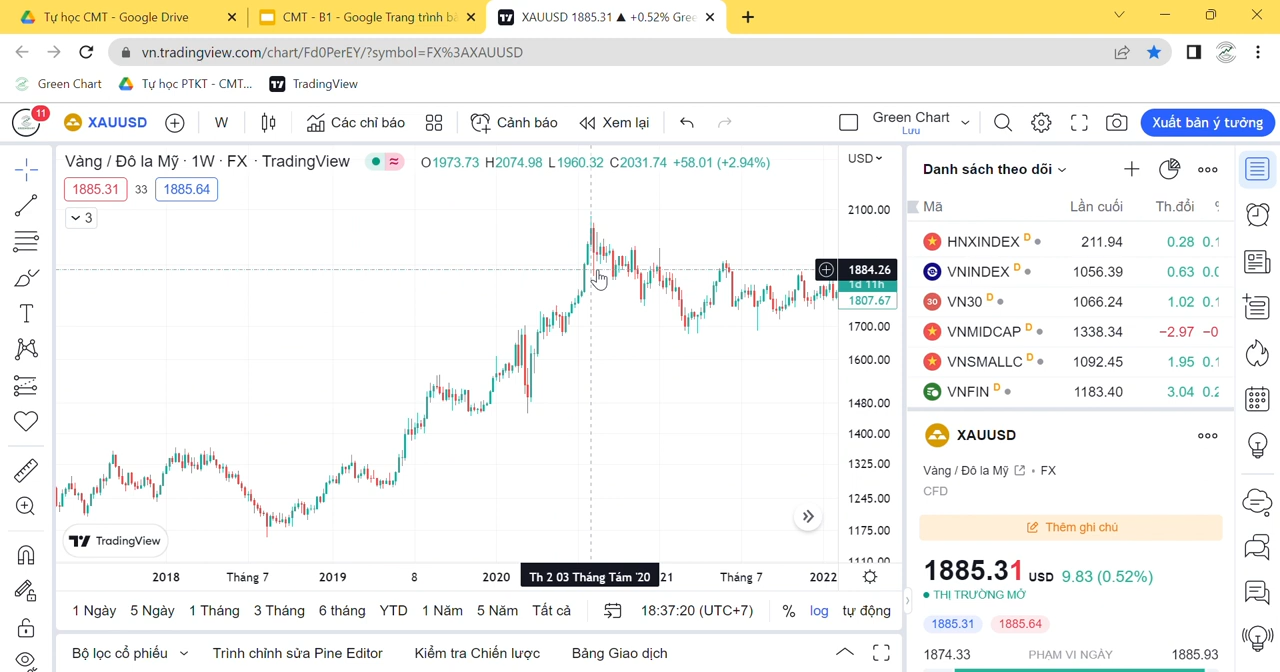 Tự học CMT - Google Drive
CMT - B1 - Google Trang trình bà
XAUUSD 1885.31 ▲ +0.52% Gree
vn.tradingview.com/chart/Fd0PerEY/?symbol=FX%3AXAUUSD
Green Chart
Tự học PTKT - CMT...
TradingView
11
XAUUSD
W
Các chỉ báo
Cảnh báo
Xem lại
Green Chart
Lưu
Xuất bản ý tưởng
Vàng / Đô la Mỹ · 1W · FX · TradingView
O1973.73 H2074.98 L1960.32 C2031.74 +58.01 (+2.94%)
1885.31
33
1885.64
3
USD
2100.00
1884.26
1d 11h
1807.67
1700.00
1600.00
1480.00
1400.00
1325.00
1245.00
1175.00
1110.00
TradingView
2018
Tháng 7
2019
8
2020
Th 2 03 Tháng Tám '20
21
Tháng 7
2022
1 Ngày
5 Ngày
1 Tháng
3 Tháng
6 tháng
YTD
1 Năm
5 Năm
Tất cả
18:37:20 (UTC+7)
%
log
tự động
Bộ lọc cổ phiếu
Trình chỉnh sửa Pine Editor
Kiểm tra Chiến lược
Bảng Giao dịch
Danh sách theo dõi
Mã
Lần cuối
Th.đổi
HNXINDEX D 211.94 0.28 0.1
VNINDEX D 1056.39 0.63 0.0
30 VN30 D 1066.24 1.02 0.1
VNMIDCAP D 1338.34 −2.97 −0
VNSMALLC D 1092.45 1.95 0.1
VNFIN D 1183.40 3.04 0.2
XAUUSD
Vàng / Đô la Mỹ • FX
CFD
Thêm ghi chú
1885.31 USD 9.83 (0.52%)
THỊ TRƯỜNG MỞ
1885.31
1885.64
1874.33
PHẠM VI NGÀY
1885.93